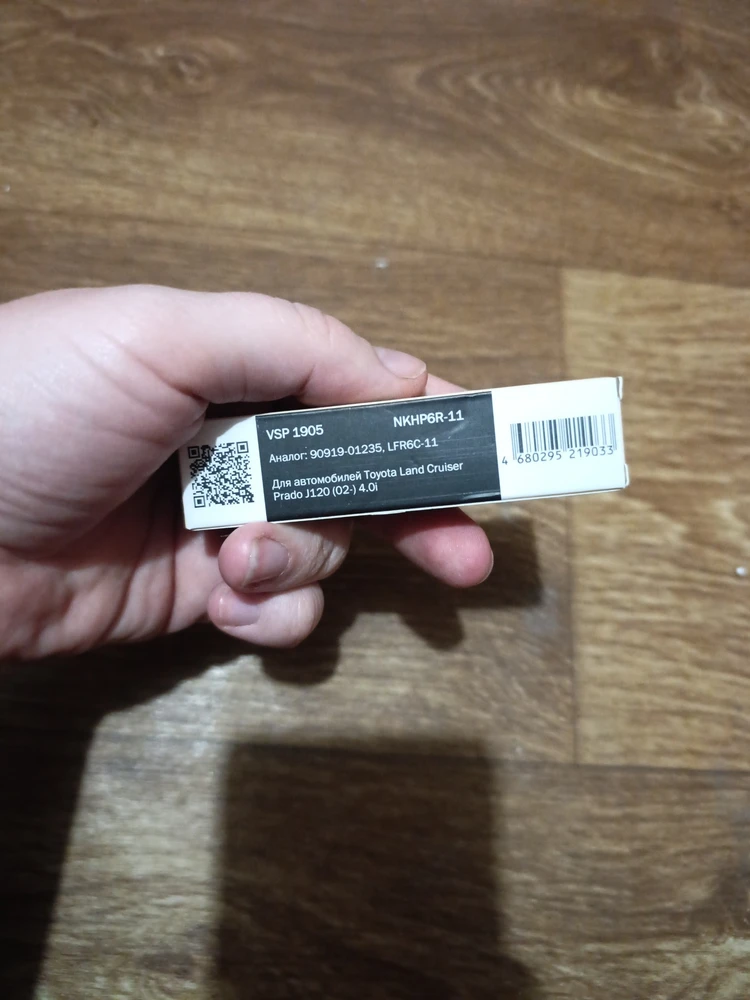 VSP 1905 NKHP6R-11
Аналог: 90919-01235, LFR6C-11
Для автомобилей Toyota Land Cruiser
Prado J120 (02-) 4.0i
4 680295 219033